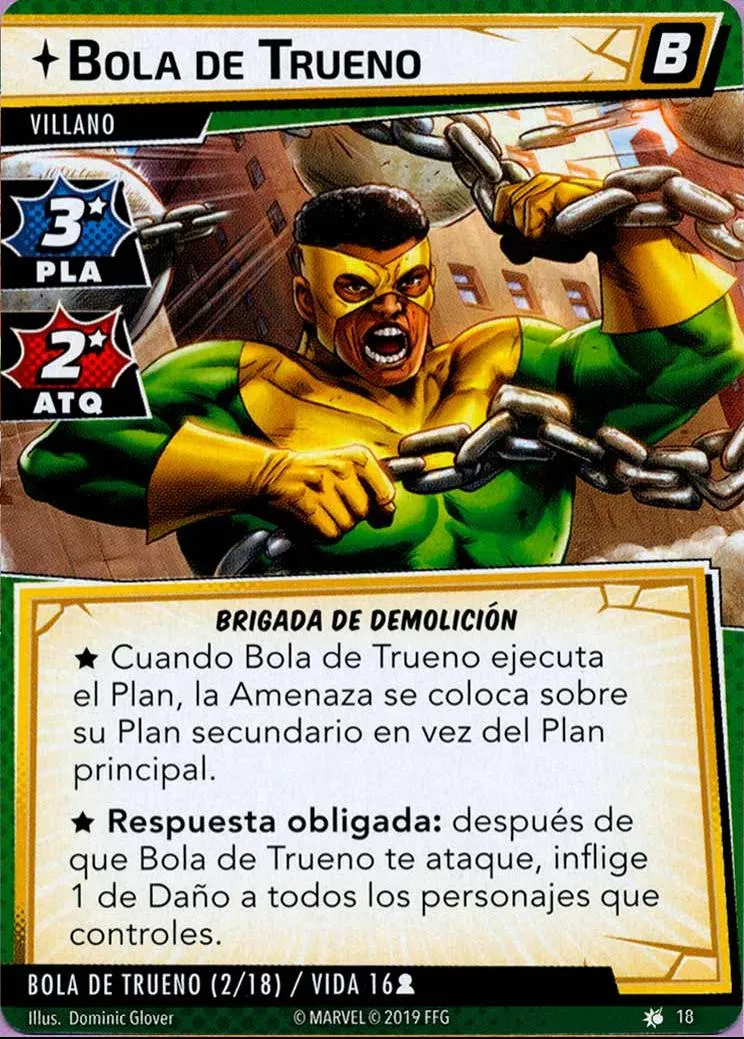 BOLA DE TRUENO
B
VILLANO
3
PLA
2
ATQ
BRIGADA DE DEMOLICIÓN
★ Cuando Bola de Trueno ejecuta
el Plan, la Amenaza se coloca sobre
su Plan secundario en vez del Plan
principal.
★ Respuesta obligada: después de
que Bola de Trueno te ataque, inflige
1 de Daño a todos los personajes que
controles.
BOLA DE TRUENO (2/18) / VIDA 16
Illus. Dominic Glover
© MARVEL © 2019 FFG
18